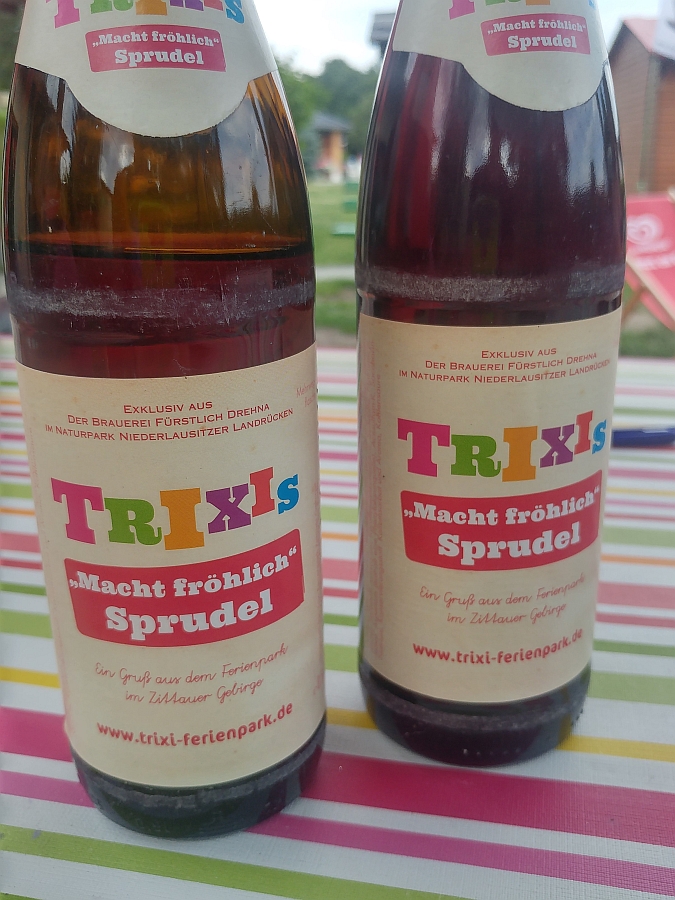 TRIXIs
„Macht fröhlich“
Sprudel
EXKLUSIV AUS
DER BRAUEREI FÜRSTLICH DREHNA
IM NATURPARK NIEDERLAUSITZER LANDRÜCKEN
TRIXIs
„Macht fröhlich“
Sprudel
Ein Gruß aus dem Ferienpark
im Zittauer Gebirge
www.trixi-ferienpark.de
„Macht fröhlich“
Sprudel
EXKLUSIV AUS
DER BRAUEREI FÜRSTLICH DREHNA
IM NATURPARK NIEDERLAUSITZER LANDRÜCKEN
TRIXIs
„Macht fröhlich“
Sprudel
Ein Gruß aus dem Ferienpark
im Zittauer Gebirge
www.trixi-ferienpark.de